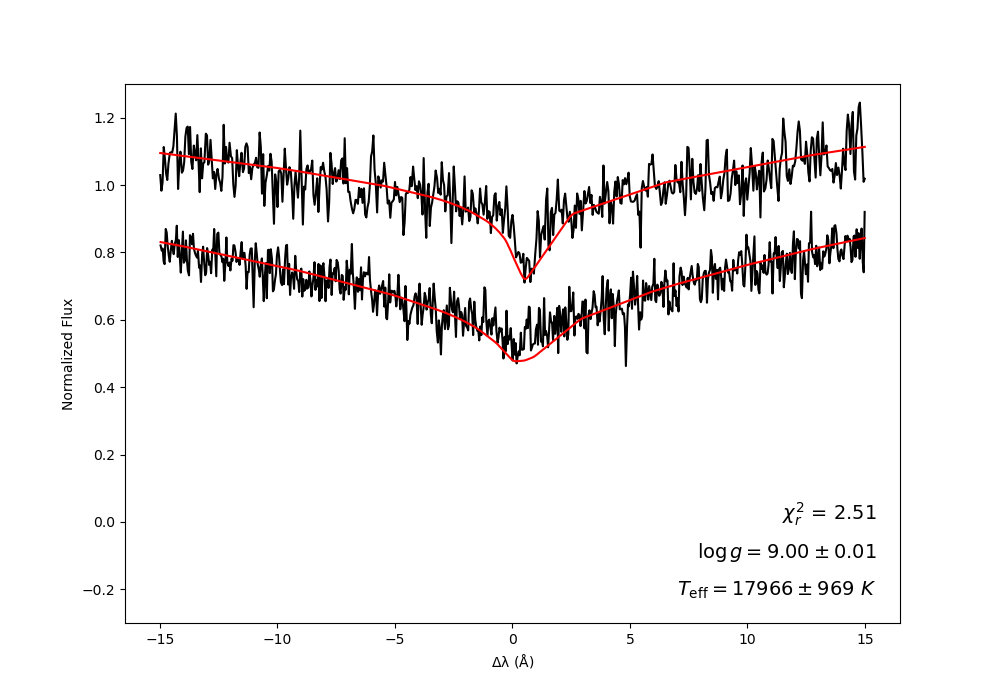 1.2
1.0
0.8
0.6
0.4
0.2
0.0
−0.2
Normalized Flux
χ²ᵣ = 2.51
log g = 9.00 ± 0.01
T_eff = 17966 ± 969 K
−15 −10 −5 0 5 10 15
Δλ (Å)